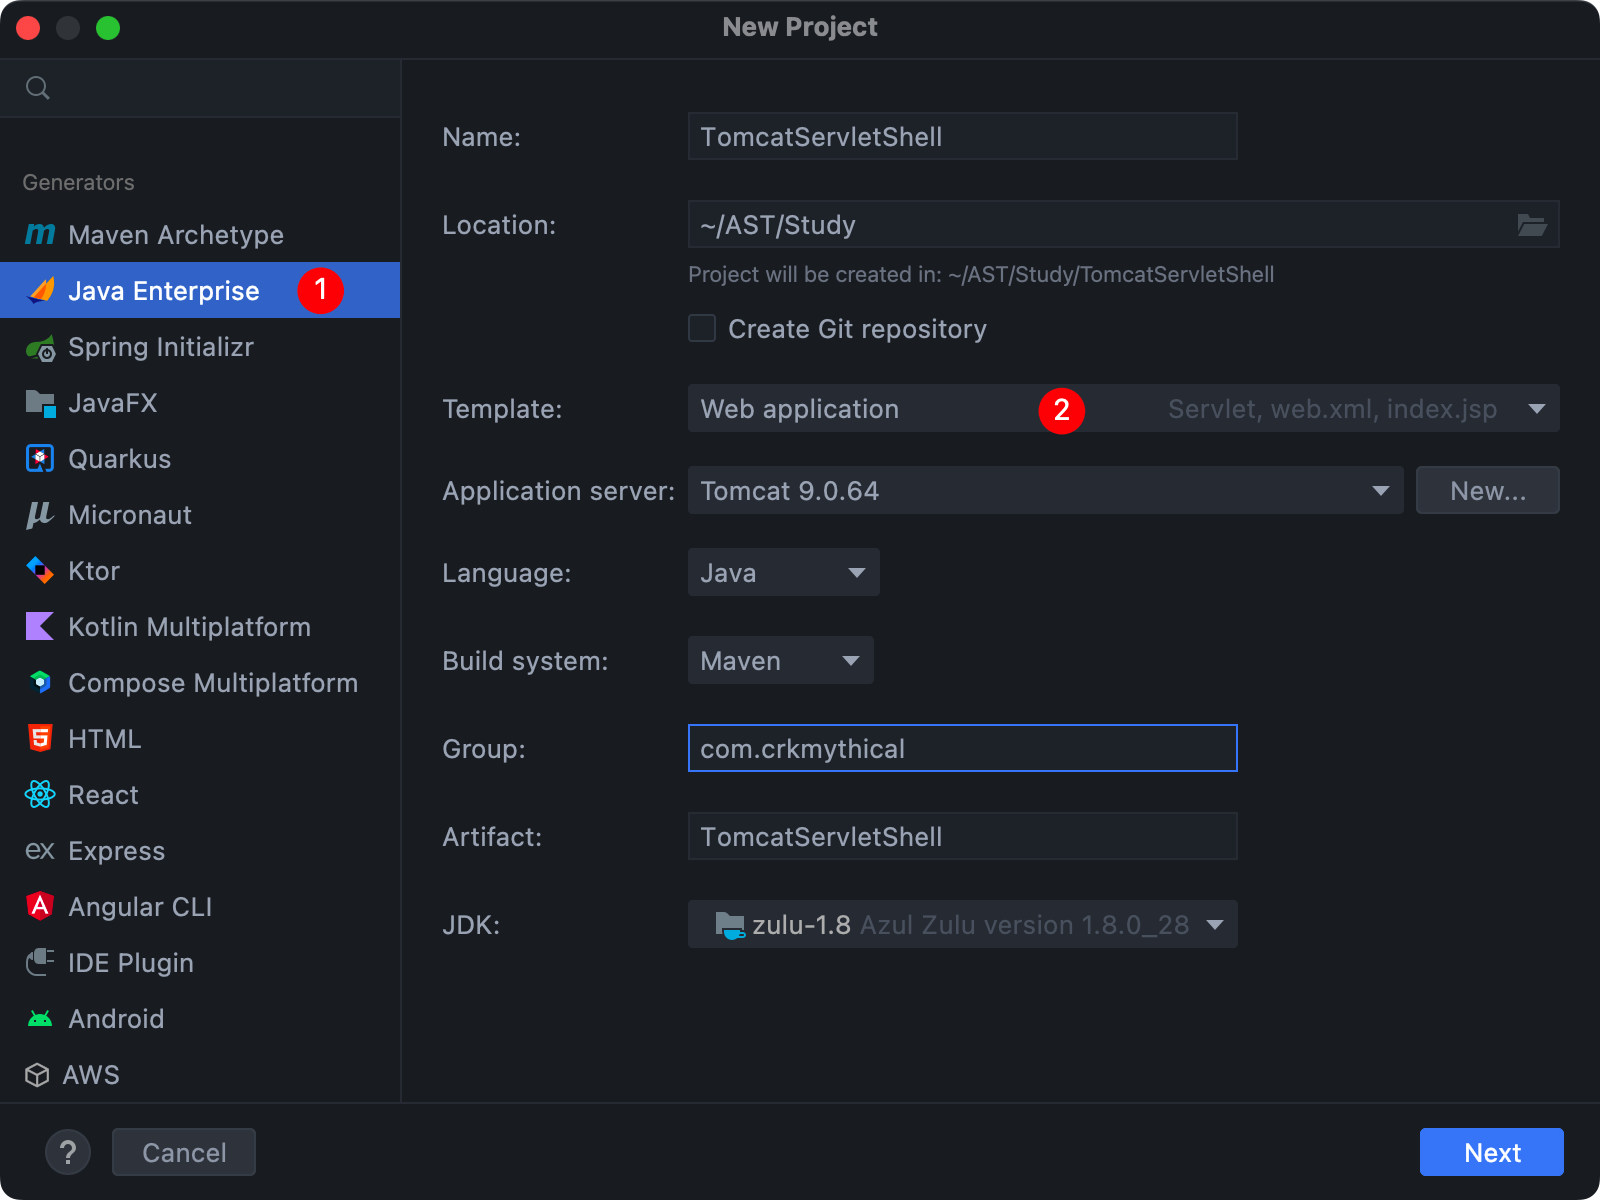 New Project
Generators
Maven Archetype
Java Enterprise 1
Spring Initializr
JavaFX
Quarkus
Micronaut
Ktor
Kotlin Multiplatform
Compose Multiplatform
HTML
React
ex Express
Angular CLI
IDE Plugin
Android
AWS
Name: TomcatServletShell
Location: ~/AST/Study
Project will be created in: ~/AST/Study/TomcatServletShell
Create Git repository
Template: Web application 2 Servlet, web.xml, index.jsp
Application server: Tomcat 9.0.64 New...
Language: Java
Build system: Maven
Group: com.crkmythical
Artifact: TomcatServletShell
JDK: zulu-1.8 Azul Zulu version 1.8.0_28
? Cancel Next